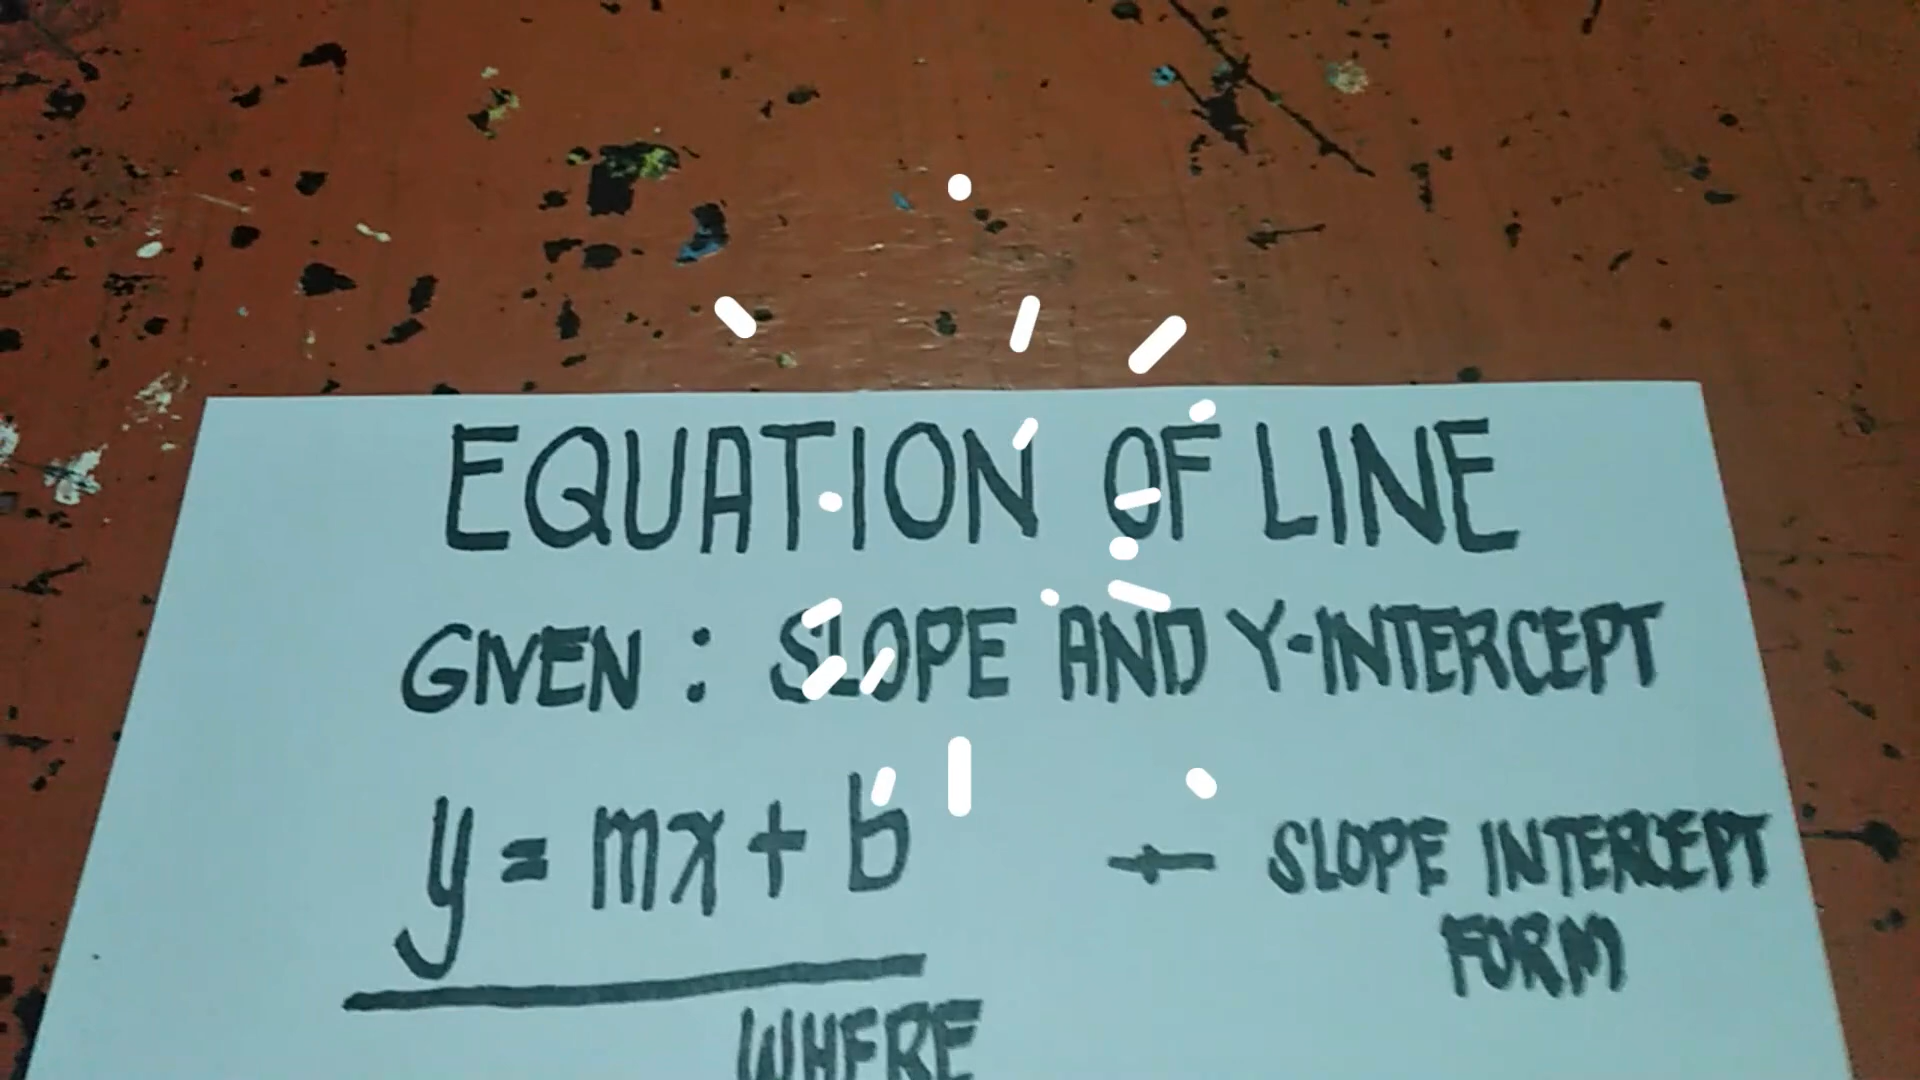 EQUATION OF LINE
GIVEN : SLOPE AND Y-INTERCEPT
y = mx + b ← SLOPE INTERCEPT
FORM
WHERE